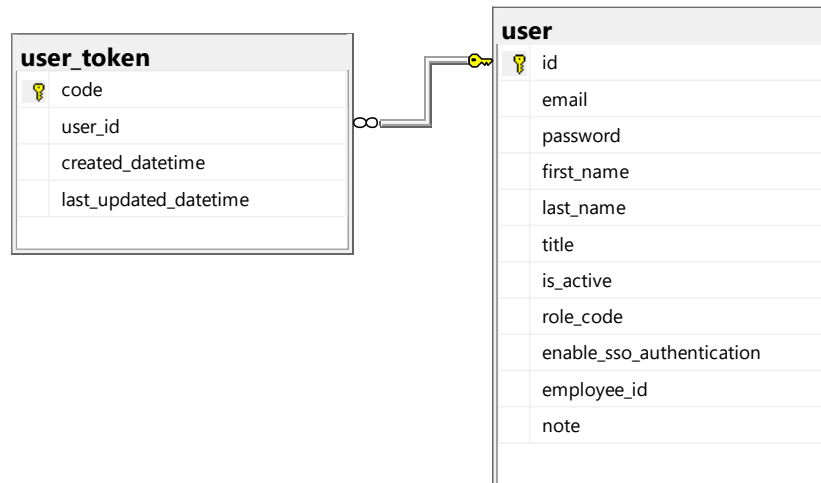 user_token
code
user_id
created_datetime
last_updated_datetime
user
id
email
password
first_name
last_name
title
is_active
role_code
enable_sso_authentication
employee_id
note